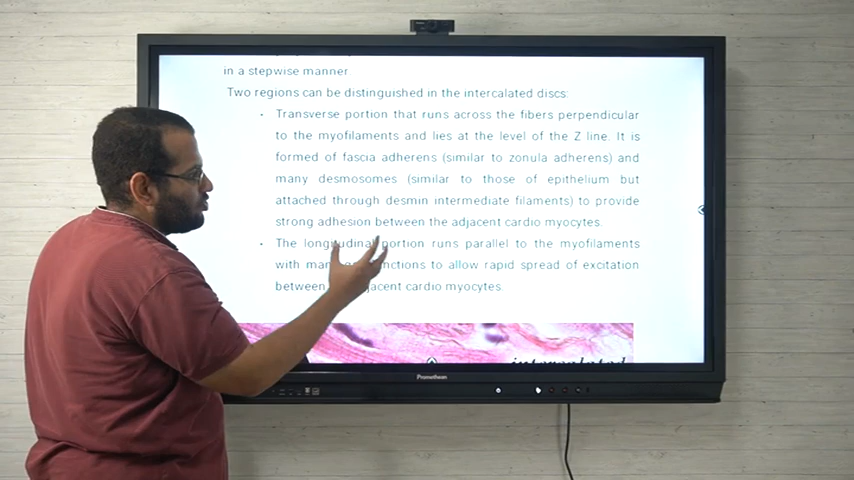 in a stepwise manner
Two regions can be distinguished in the intercalated discs:
- Transverse portion that runs across the fibers perpendicular
to the myofilaments and lies at the level of the Z line. It is
formed of fascia adherens (similar to zonula adherens) and
many desmosomes (similar to those of epithelium but
attached through desmin intermediate filaments) to provide
strong adhesion between the adjacent cardio myocytes.
- The longitudinal portion runs parallel to the myofilaments
with to allow rapid spread of excitation
between cardio myocytes.
intercalated
Promethean